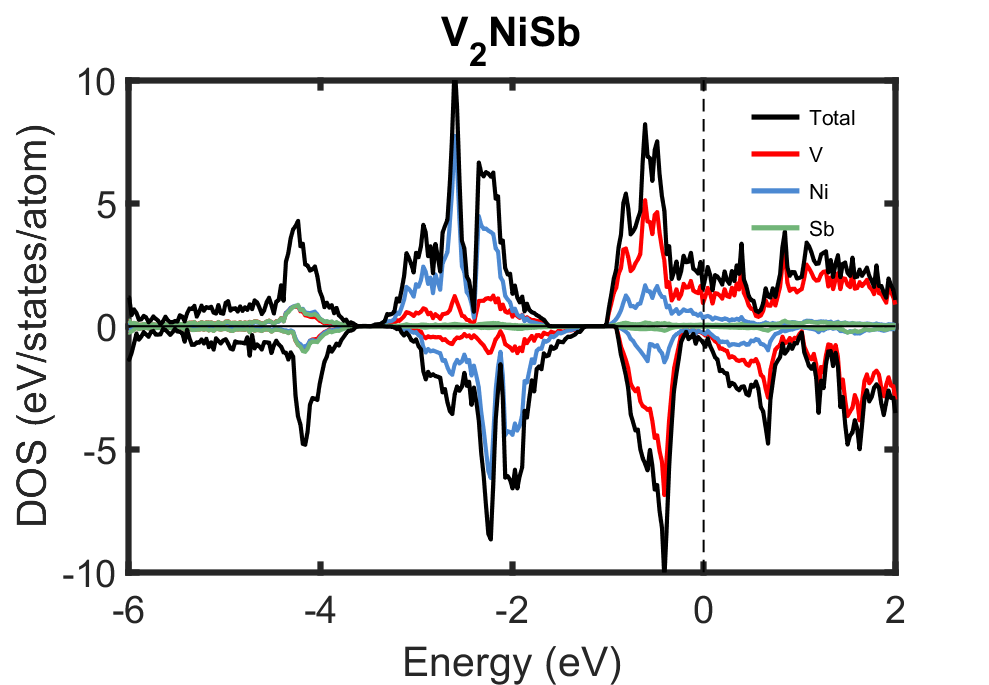 V2NiSb
DOS (eV/states/atom)
10
5
0
-5
-10
Total
V
Ni
Sb
-6 -4 -2 0 2
Energy (eV)